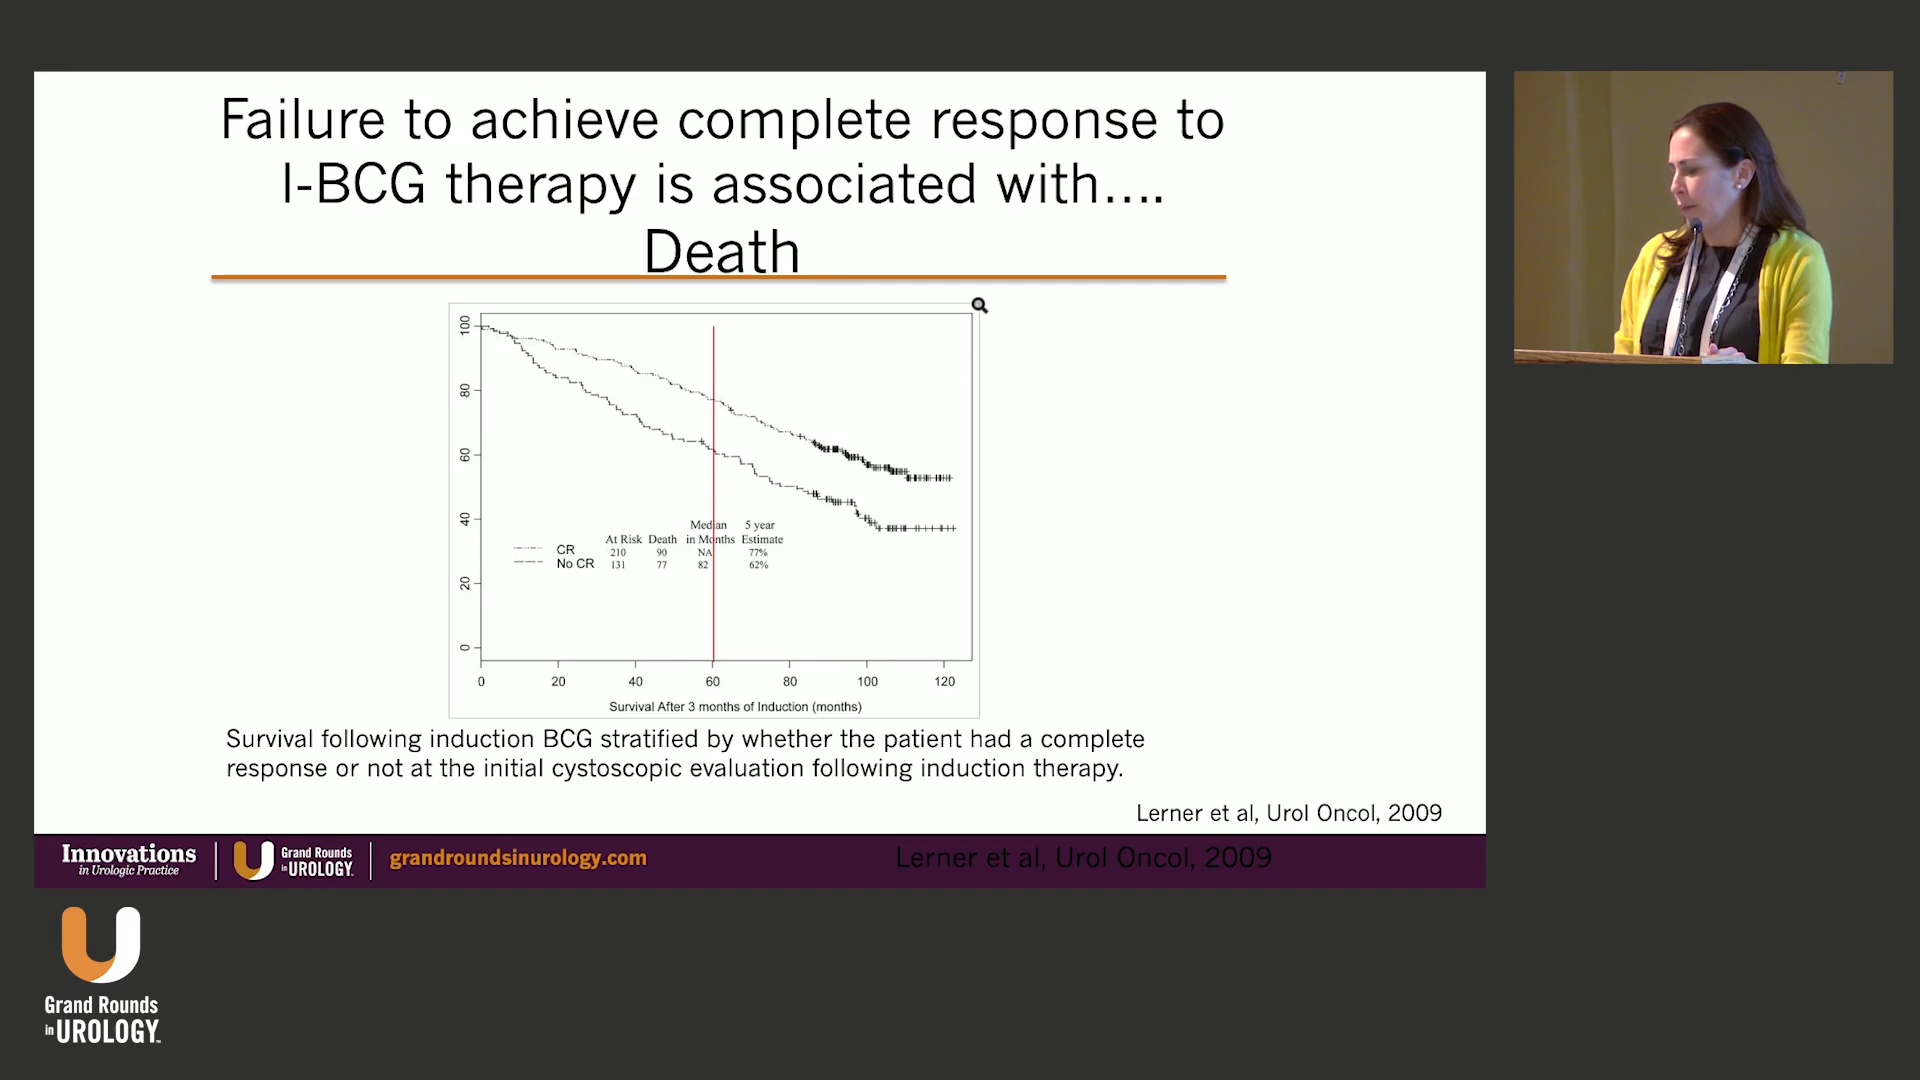 Failure to achieve complete response to
I-BCG therapy is associated with….
Death
100
80
60
40
20
0
Median 5 year
At Risk Death in Months Estimate
CR 210 90 NA 77%
No CR 131 77 82 62%
0 20 40 60 80 100 120
Survival After 3 months of Induction (months)
Survival following induction BCG stratified by whether the patient had a complete
response or not at the initial cystoscopic evaluation following induction therapy.
Lerner et al, Urol Oncol, 2009
Innovations
in Urologic Practice
Grand Rounds
in UROLOGY™
grandroundsinurology.com
Lerner et al, Urol Oncol, 2009
Grand Rounds
in UROLOGY™